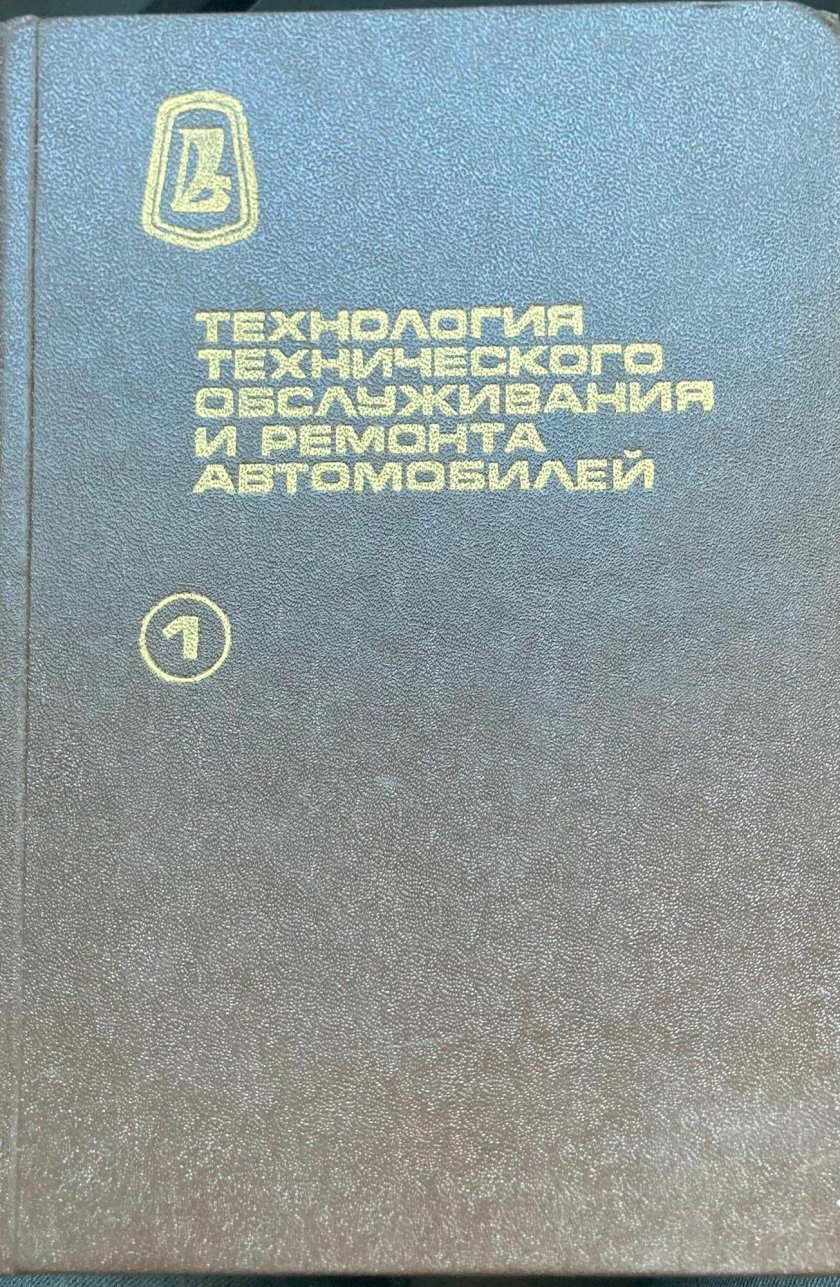 ТЕХНОЛОГИЯ
ТЕХНИЧЕСКОГО
ОБСЛУЖИВАНИЯ
И РЕМОНТА
АВТОМОБИЛЕЙ
1